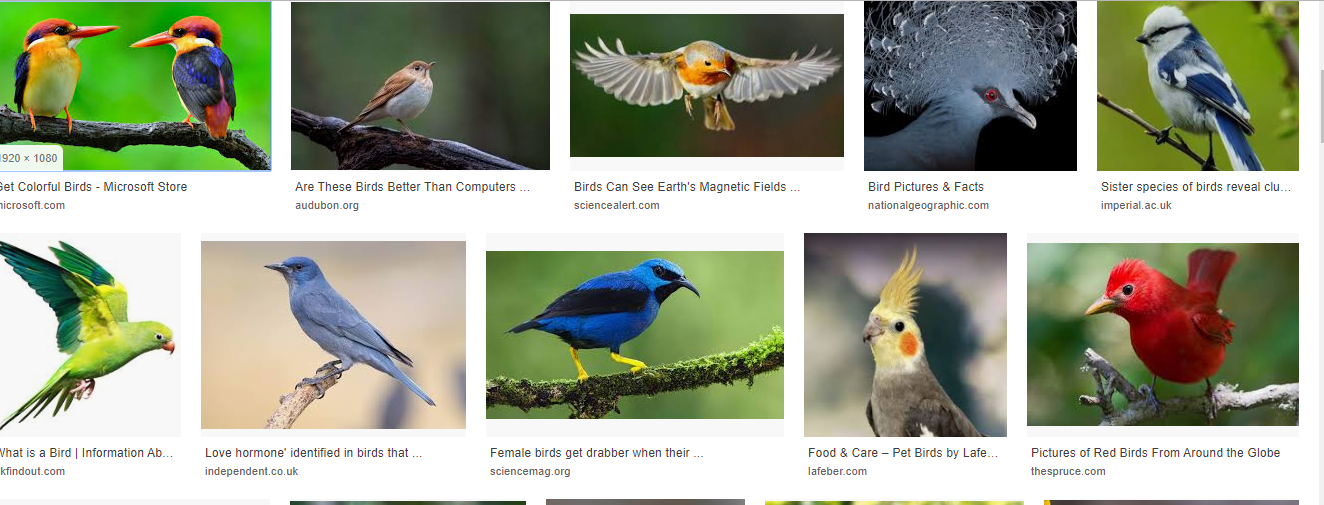 1920 × 1080
Get Colorful Birds - Microsoft Store
microsoft.com
Are These Birds Better Than Computers ...
audubon.org
Birds Can See Earth's Magnetic Fields ...
sciencealert.com
Bird Pictures & Facts
nationalgeographic.com
Sister species of birds reveal clu...
imperial.ac.uk
What is a Bird | Information Ab...
kfindout.com
Love hormone' identified in birds that ...
independent.co.uk
Female birds get drabber when their ...
sciencemag.org
Food & Care – Pet Birds by Lafe...
lafeber.com
Pictures of Red Birds From Around the Globe
thespruce.com